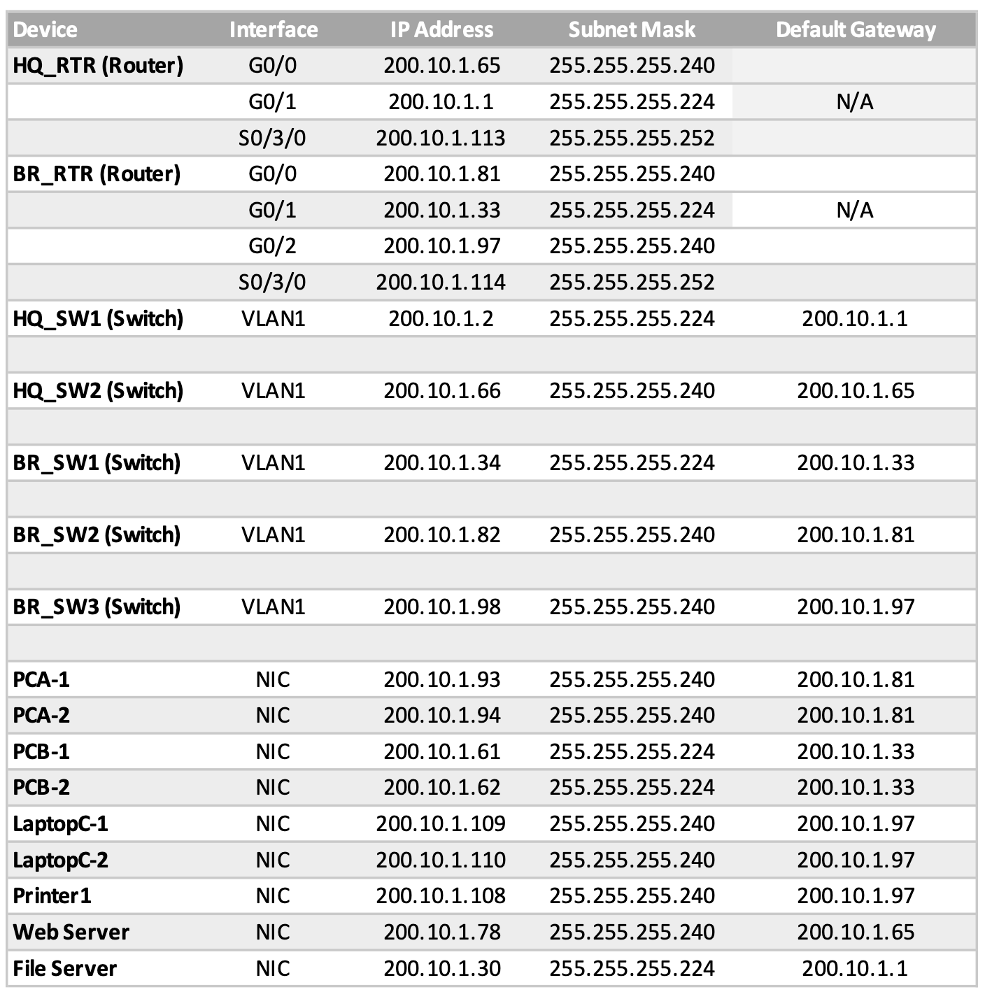 Device Interface IP Address Subnet Mask Default Gateway
HQ_RTR (Router) G0/0 200.10.1.65 255.255.255.240
G0/1 200.10.1.1 255.255.255.224 N/A
S0/3/0 200.10.1.113 255.255.255.252
BR_RTR (Router) G0/0 200.10.1.81 255.255.255.240
G0/1 200.10.1.33 255.255.255.224 N/A
G0/2 200.10.1.97 255.255.255.240
S0/3/0 200.10.1.114 255.255.255.252
HQ_SW1 (Switch) VLAN1 200.10.1.2 255.255.255.224 200.10.1.1
HQ_SW2 (Switch) VLAN1 200.10.1.66 255.255.255.240 200.10.1.65
BR_SW1 (Switch) VLAN1 200.10.1.34 255.255.255.224 200.10.1.33
BR_SW2 (Switch) VLAN1 200.10.1.82 255.255.255.240 200.10.1.81
BR_SW3 (Switch) VLAN1 200.10.1.98 255.255.255.240 200.10.1.97
PCA-1 NIC 200.10.1.93 255.255.255.240 200.10.1.81
PCA-2 NIC 200.10.1.94 255.255.255.240 200.10.1.81
PCB-1 NIC 200.10.1.61 255.255.255.224 200.10.1.33
PCB-2 NIC 200.10.1.62 255.255.255.224 200.10.1.33
LaptopC-1 NIC 200.10.1.109 255.255.255.240 200.10.1.97
LaptopC-2 NIC 200.10.1.110 255.255.255.240 200.10.1.97
Printer1 NIC 200.10.1.108 255.255.255.240 200.10.1.97
Web Server NIC 200.10.1.78 255.255.255.240 200.10.1.65
File Server NIC 200.10.1.30 255.255.255.224 200.10.1.1